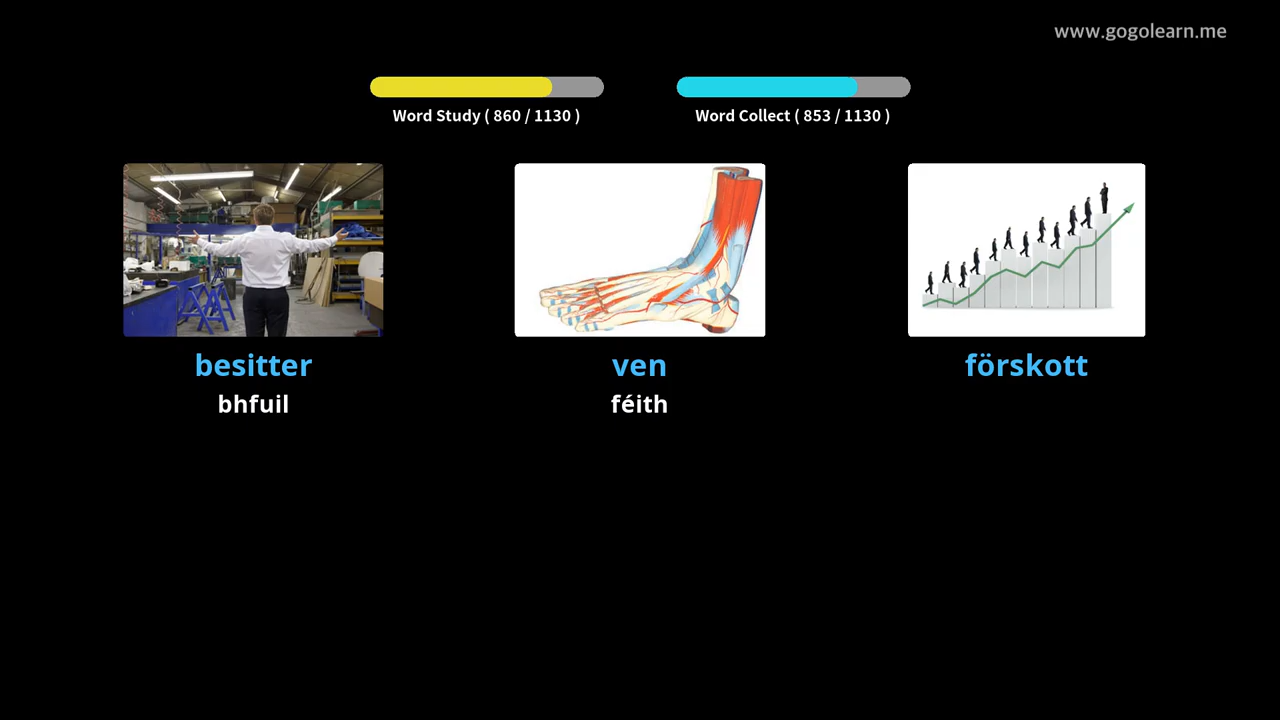 www.gogolearn.me
Word Study ( 860 / 1130 )
Word Collect ( 853 / 1130 )
besitter
ven
förskott
bhfuil
féith